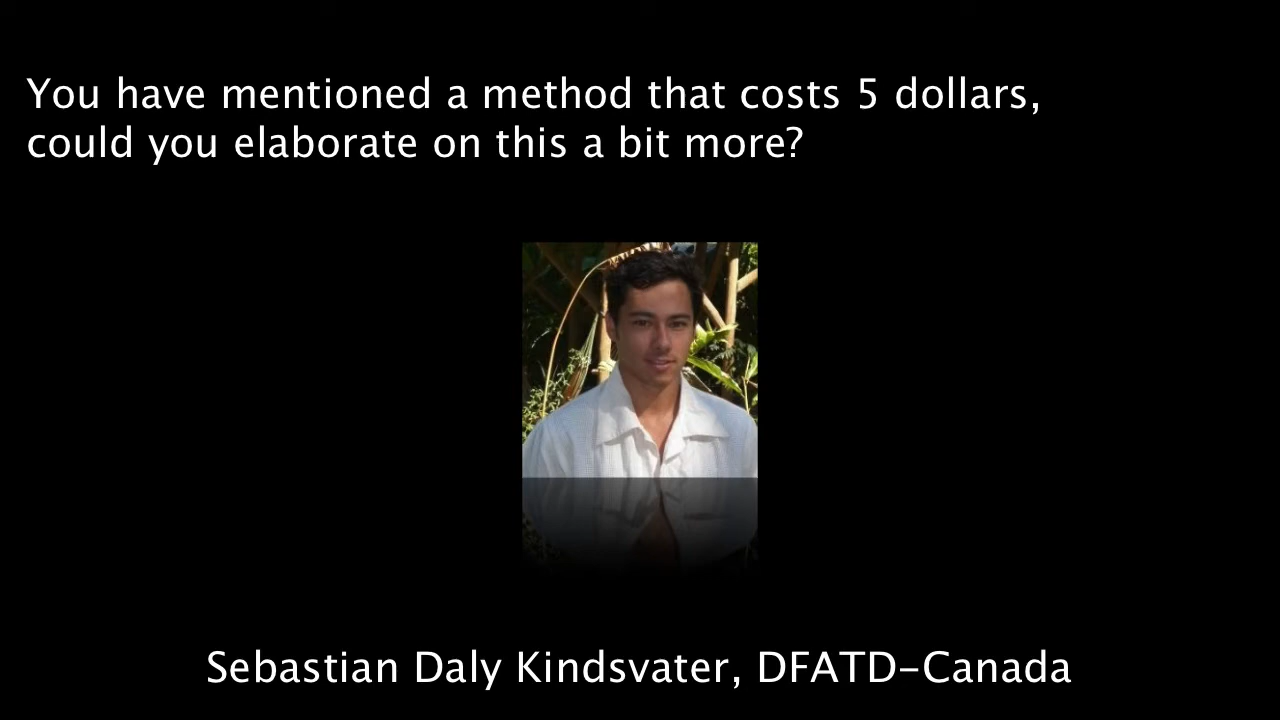 You have mentioned a method that costs 5 dollars,
could you elaborate on this a bit more?
Sebastian Daly Kindsvater, DFATD-Canada